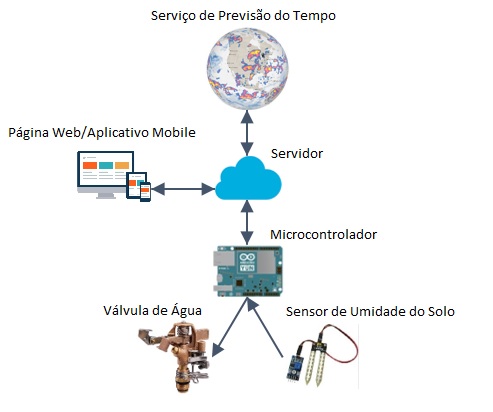 Serviço de Previsão do Tempo
Página Web/Aplicativo Mobile
Servidor
Microcontrolador
YUN
Válvula de Água
Sensor de Umidade do Solo